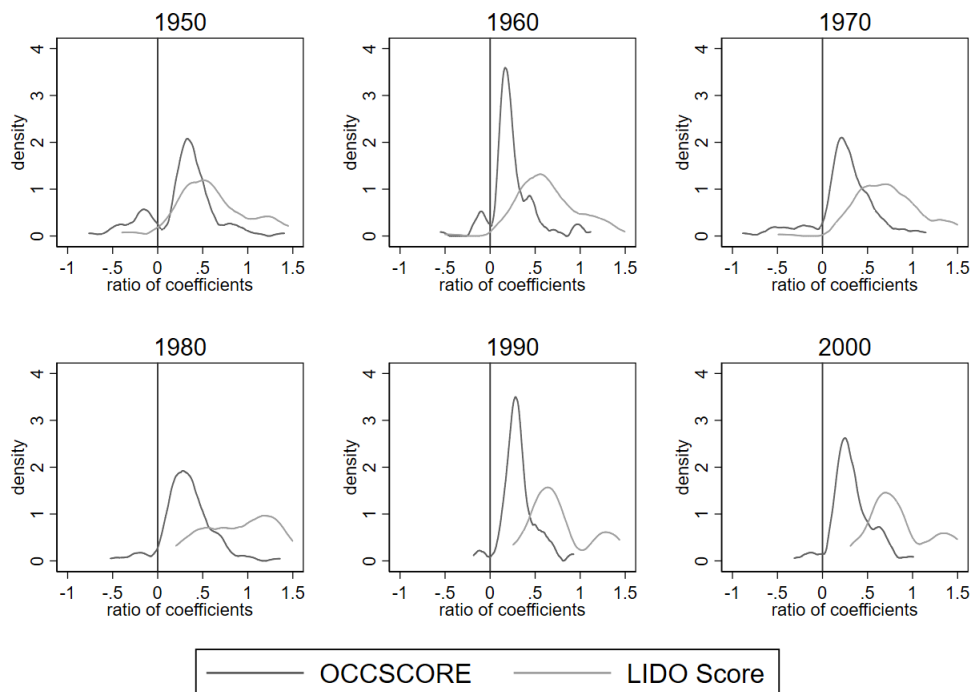 1950
1960
1970
density
0 1 2 3 4
-1 -.5 0 .5 1 1.5
ratio of coefficients
density
0 1 2 3 4
-1 -.5 0 .5 1 1.5
ratio of coefficients
density
0 1 2 3 4
-1 -.5 0 .5 1 1.5
ratio of coefficients
1980
1990
2000
density
0 1 2 3 4
-1 -.5 0 .5 1 1.5
ratio of coefficients
density
0 1 2 3 4
-1 -.5 0 .5 1 1.5
ratio of coefficients
density
0 1 2 3 4
-1 -.5 0 .5 1 1.5
ratio of coefficients
OCCSCORE
LIDO Score